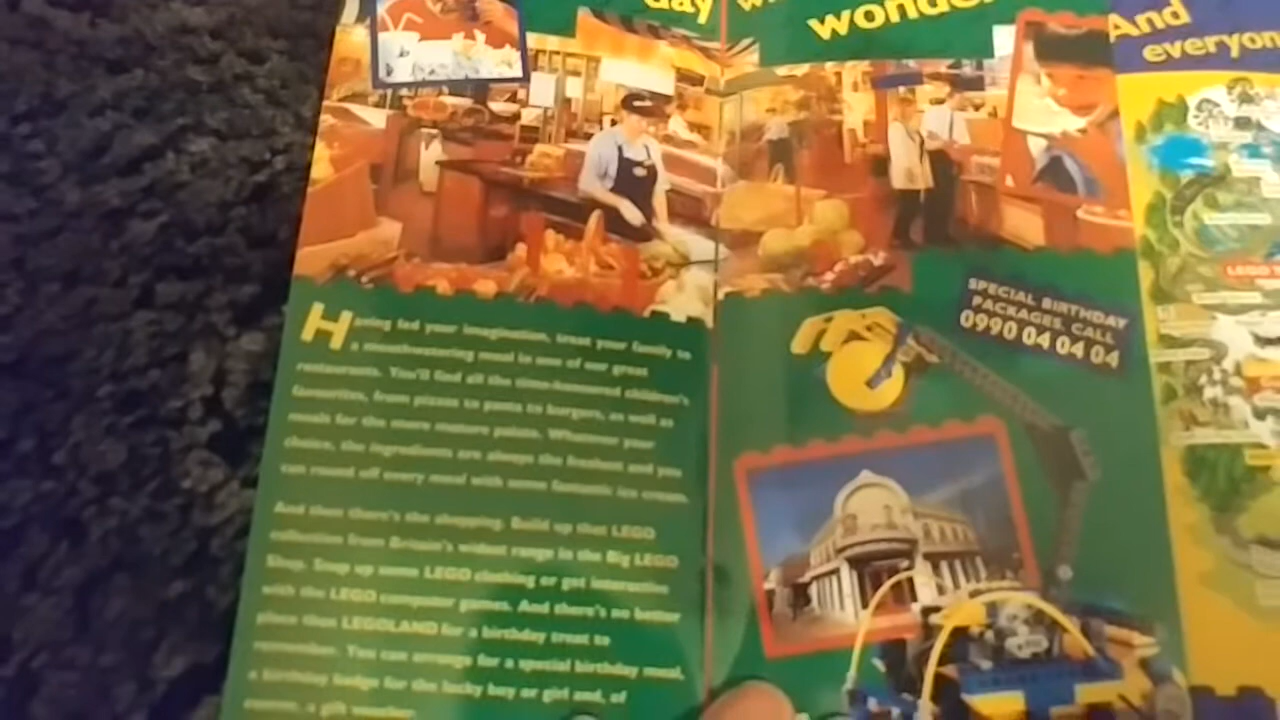 day
wonder
And
everyon
SPECIAL BIRTHDAY
PACKAGES, CALL
0990 04 04 04
Having fed your imagination, treat your family to
a mouthwatering meal in one of our great
restaurants. You'll find all the time-honoured children's
favourites, from pizzas to pasta to burgers, as well as
meals for the more mature palate. Whatever your
choice, the ingredients are always the freshest and you
can round off every meal with some fantastic ice cream.
And then there's the shopping. Build up that LEGO
collection from Britain's widest range in the Big LEGO
Shop. Snap up some LEGO clothing or get interactive
with the LEGO computer games. And there's no better
place than LEGOLAND for a birthday treat to
remember. You can arrange for a special birthday meal,
a birthday badge for the lucky boy or girl and, of
course, a gift voucher.